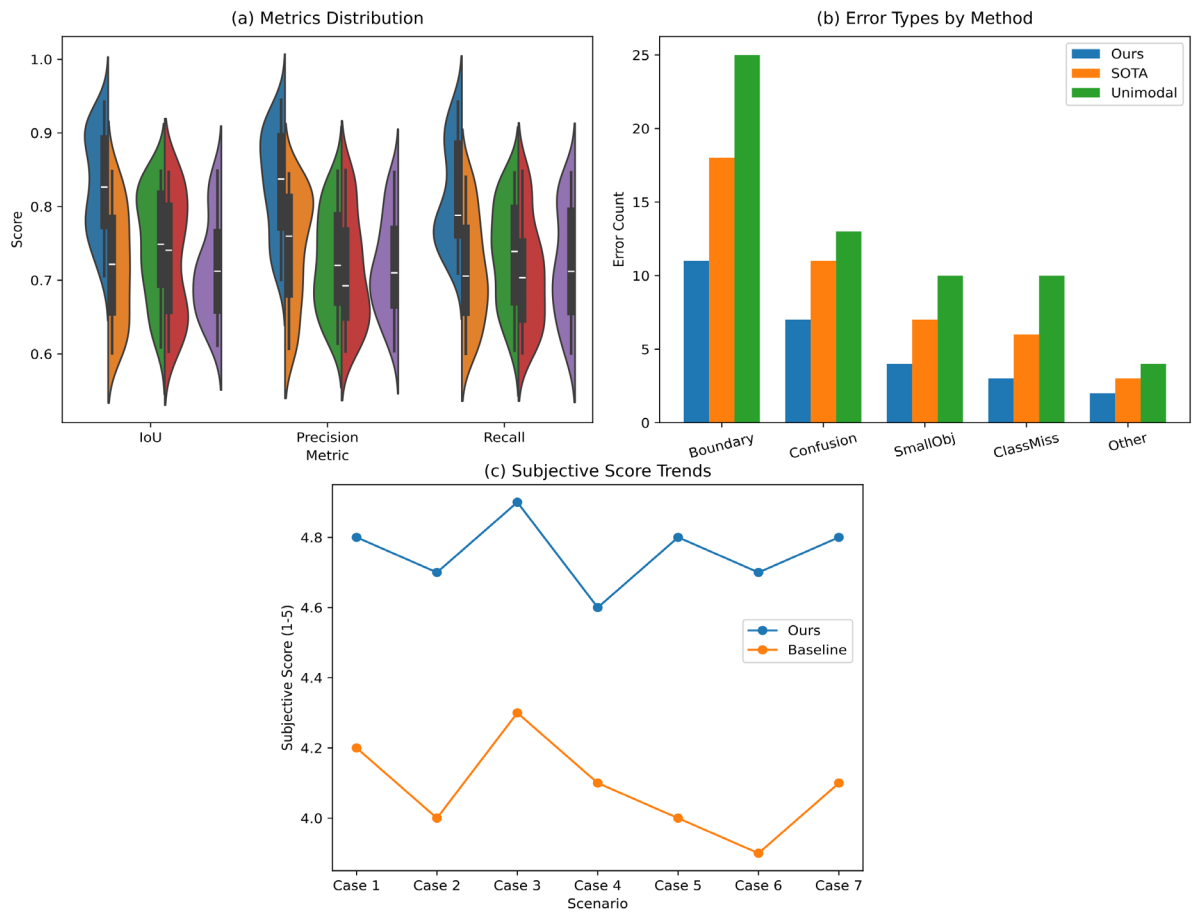 (a) Metrics Distribution
1.0
0.9
0.8
0.7
0.6
Score
IoU
Precision
Recall
Metric
(b) Error Types by Method
25
20
15
10
5
0
Error Count
Ours
SOTA
Unimodal
Boundary
Confusion
SmallObj
ClassMiss
Other
(c) Subjective Score Trends
4.8
4.6
4.4
4.2
4.0
Subjective Score (1-5)
Ours
Baseline
Case 1
Case 2
Case 3
Case 4
Case 5
Case 6
Case 7
Scenario